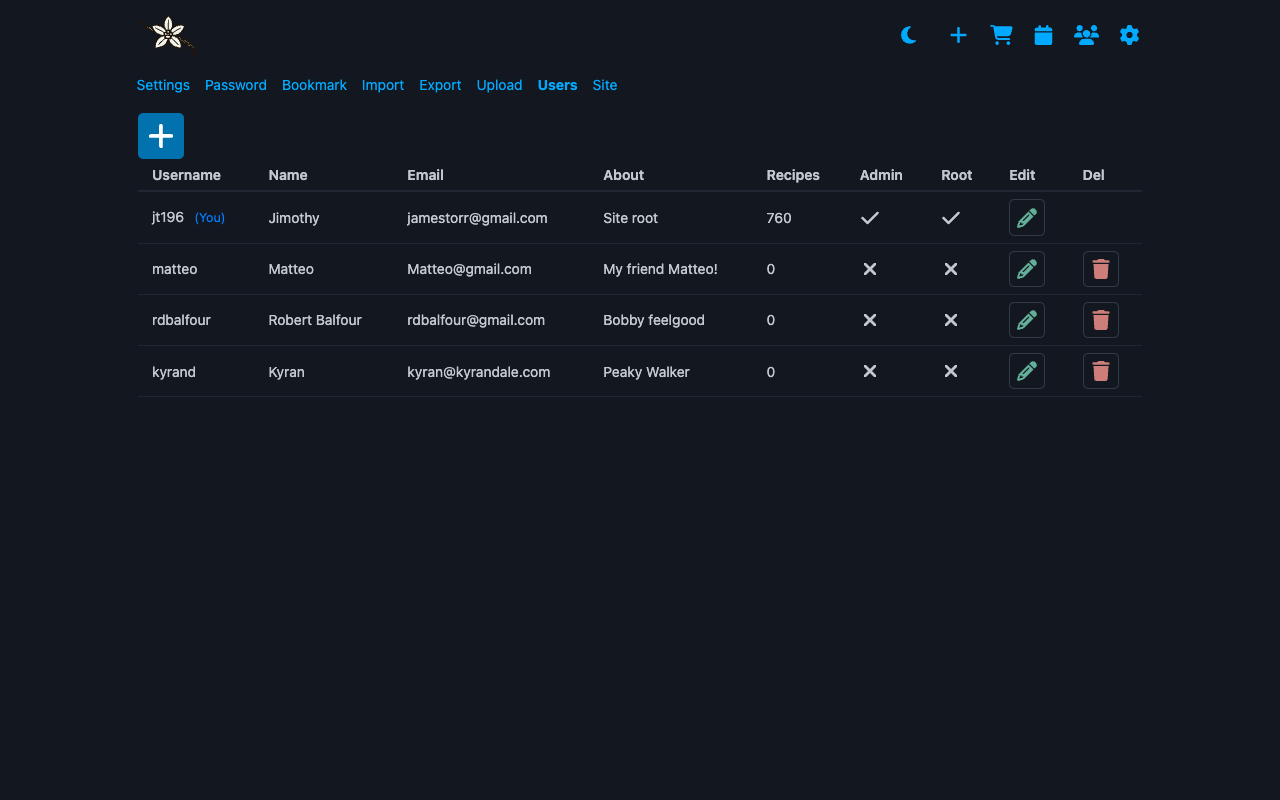 Settings Password Bookmark Import Export Upload Users Site
Username Name Email About Recipes Admin Root Edit Del
jt196 (You) Jimothy jamestorr@gmail.com Site root 760
matteo Matteo Matteo@gmail.com My friend Matteo! 0
rdbalfour Robert Balfour rdbalfour@gmail.com Bobby feelgood 0
kyrand Kyran kyran@kyrandale.com Peaky Walker 0